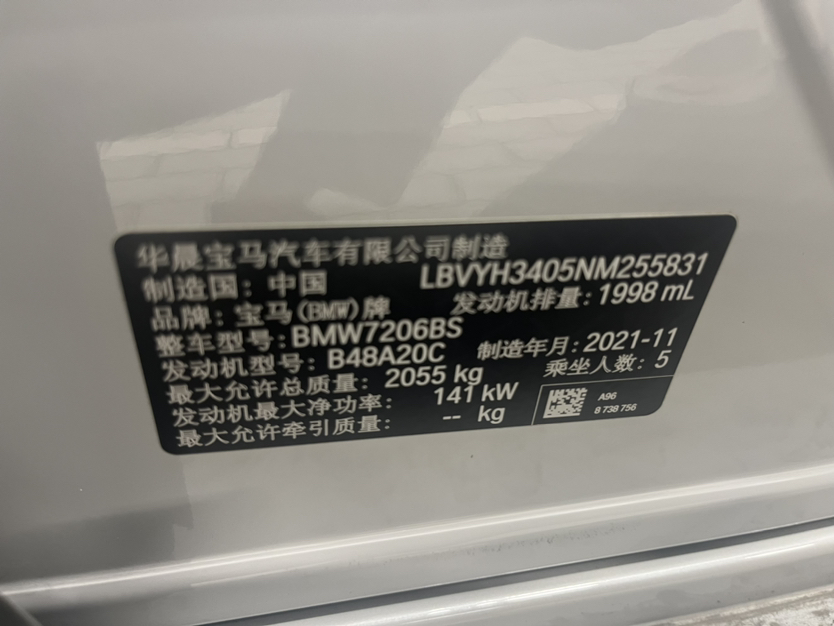 华晨宝马汽车有限公司制造
制造国：中国 LBVYH3405NM255831
品牌：宝马(BMW)牌 发动机排量：1998 mL
整车型号：BMW7206BS
发动机型号：B48A20C 制造年月：2021-11
最大允许总质量：2055 kg 乘坐人数：5
发动机最大净功率：141 kW
最大允许牵引质量：-- kg
A96
8 738 756